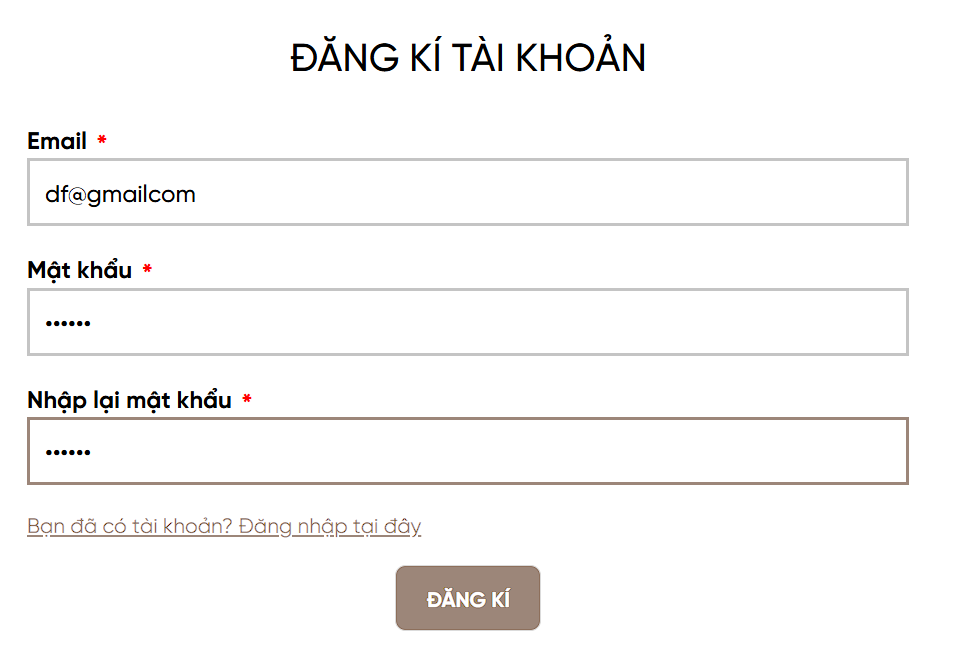 ĐĂNG KÍ TÀI KHOẢN
Email *
df@gmailcom
Mật khẩu *
••••••
Nhập lại mật khẩu *
••••••
Bạn đã có tài khoản? Đăng nhập tại đây
ĐĂNG KÍ